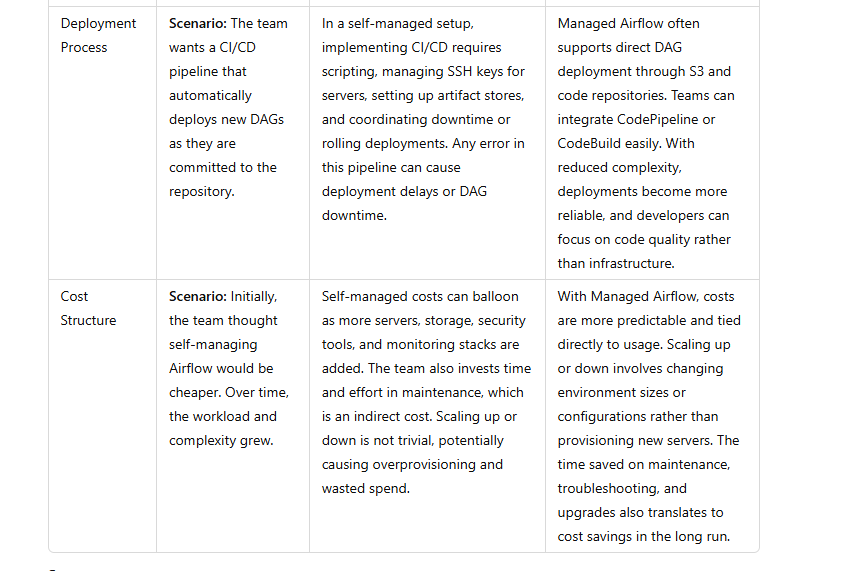 Deployment
Process
Scenario: The team
wants a CI/CD
pipeline that
automatically
deploys new DAGs
as they are
committed to the
repository.
In a self-managed setup,
implementing CI/CD requires
scripting, managing SSH keys for
servers, setting up artifact stores,
and coordinating downtime or
rolling deployments. Any error in
this pipeline can cause
deployment delays or DAG
downtime.
Managed Airflow often
supports direct DAG
deployment through S3 and
code repositories. Teams can
integrate CodePipeline or
CodeBuild easily. With
reduced complexity,
deployments become more
reliable, and developers can
focus on code quality rather
than infrastructure.
Cost
Structure
Scenario: Initially,
the team thought
self-managing
Airflow would be
cheaper. Over time,
the workload and
complexity grew.
Self-managed costs can balloon
as more servers, storage, security
tools, and monitoring stacks are
added. The team also invests time
and effort in maintenance, which
is an indirect cost. Scaling up or
down is not trivial, potentially
causing overprovisioning and
wasted spend.
With Managed Airflow, costs
are more predictable and tied
directly to usage. Scaling up
or down involves changing
environment sizes or
configurations rather than
provisioning new servers. The
time saved on maintenance,
troubleshooting, and
upgrades also translates to
cost savings in the long run.